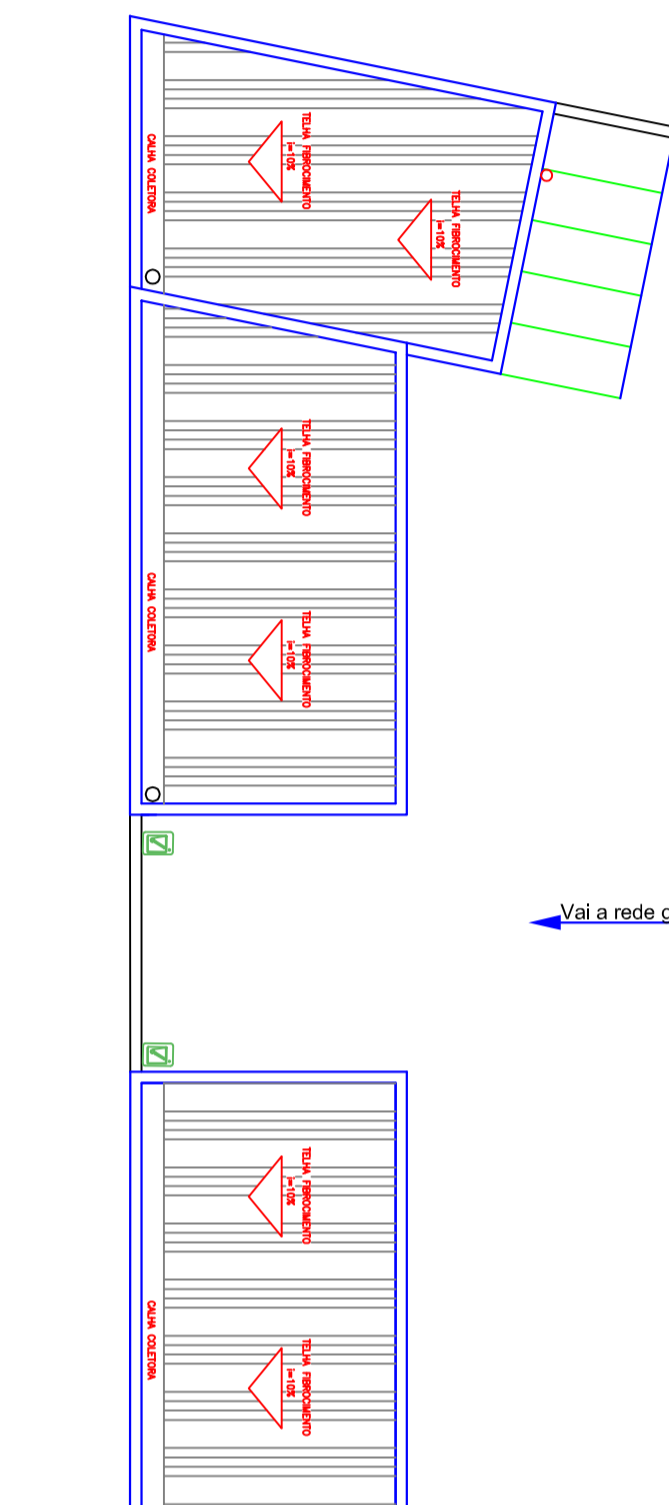 TELHA FIBROCIMENTO
i=10%
CALHA COLETORA
TELHA FIBROCIMENTO
i=10%
TELHA FIBROCIMENTO
i=10%
CALHA COLETORA
TELHA FIBROCIMENTO
i=10%
Vai a rede g
TELHA FIBROCIMENTO
i=10%
CALHA COLETORA
TELHA FIBROCIMENTO
i=10%